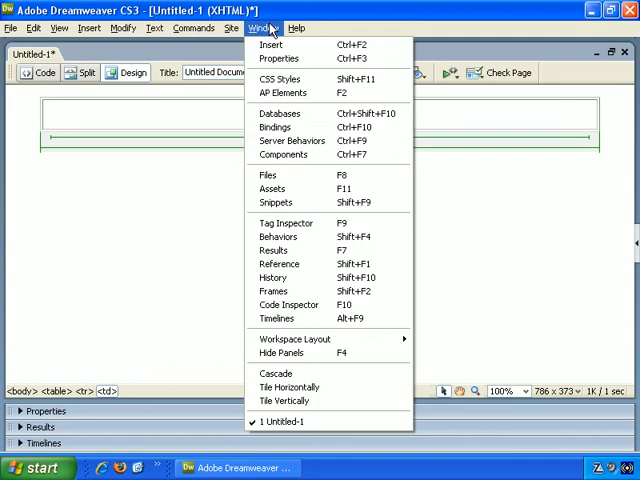 Adobe Dreamweaver CS3 - [Untitled-1 (XHTML)*]
File Edit View Insert Modify Text Commands Site Window Help
Untitled-1*
Code Split Design Title: Untitled Docume Check Page
Insert Ctrl+F2
Properties Ctrl+F3
CSS Styles Shift+F11
AP Elements F2
Databases Ctrl+Shift+F10
Bindings Ctrl+F10
Server Behaviors Ctrl+F9
Components Ctrl+F7
Files F8
Assets F11
Snippets Shift+F9
Tag Inspector F9
Behaviors Shift+F4
Results F7
Reference Shift+F1
History Shift+F10
Frames Shift+F2
Code Inspector F10
Timelines Alt+F9
Workspace Layout
Hide Panels F4
Cascade
Tile Horizontally
Tile Vertically
1 Untitled-1
<body> <table> <tr> <td> 100% 786 x 373 1K / 1 sec
Properties
Results
Timelines
start Adobe Dreamweaver ...